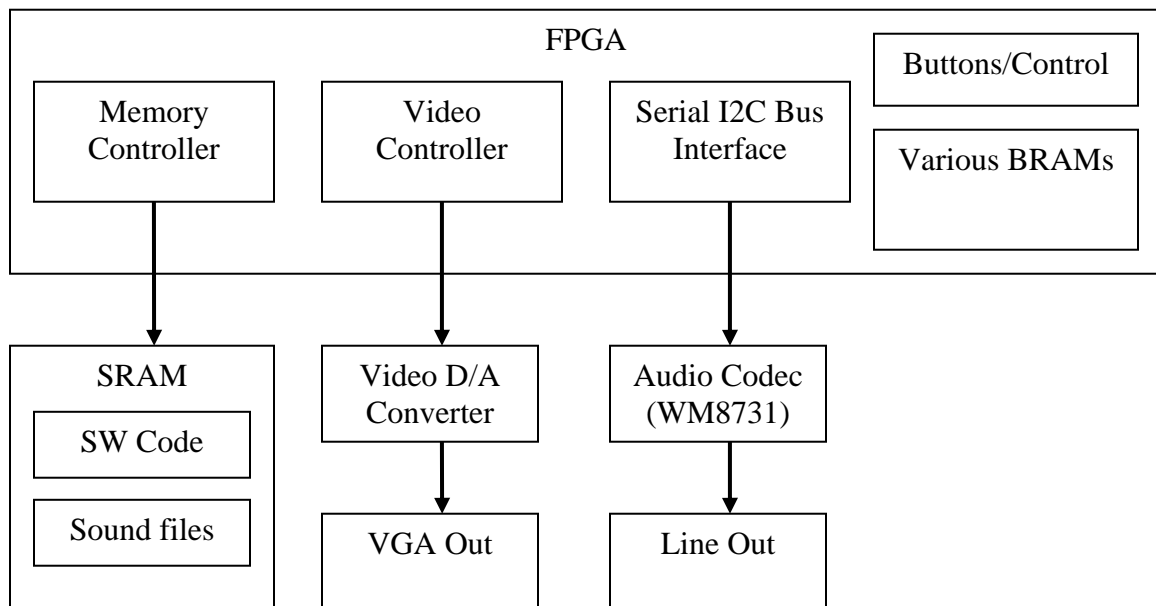 FPGA
Memory
Controller
Video
Controller
Serial I2C Bus
Interface
Buttons/Control
Various BRAMs
SRAM
SW Code
Sound files
Video D/A
Converter
VGA Out
Audio Codec
(WM8731)
Line Out